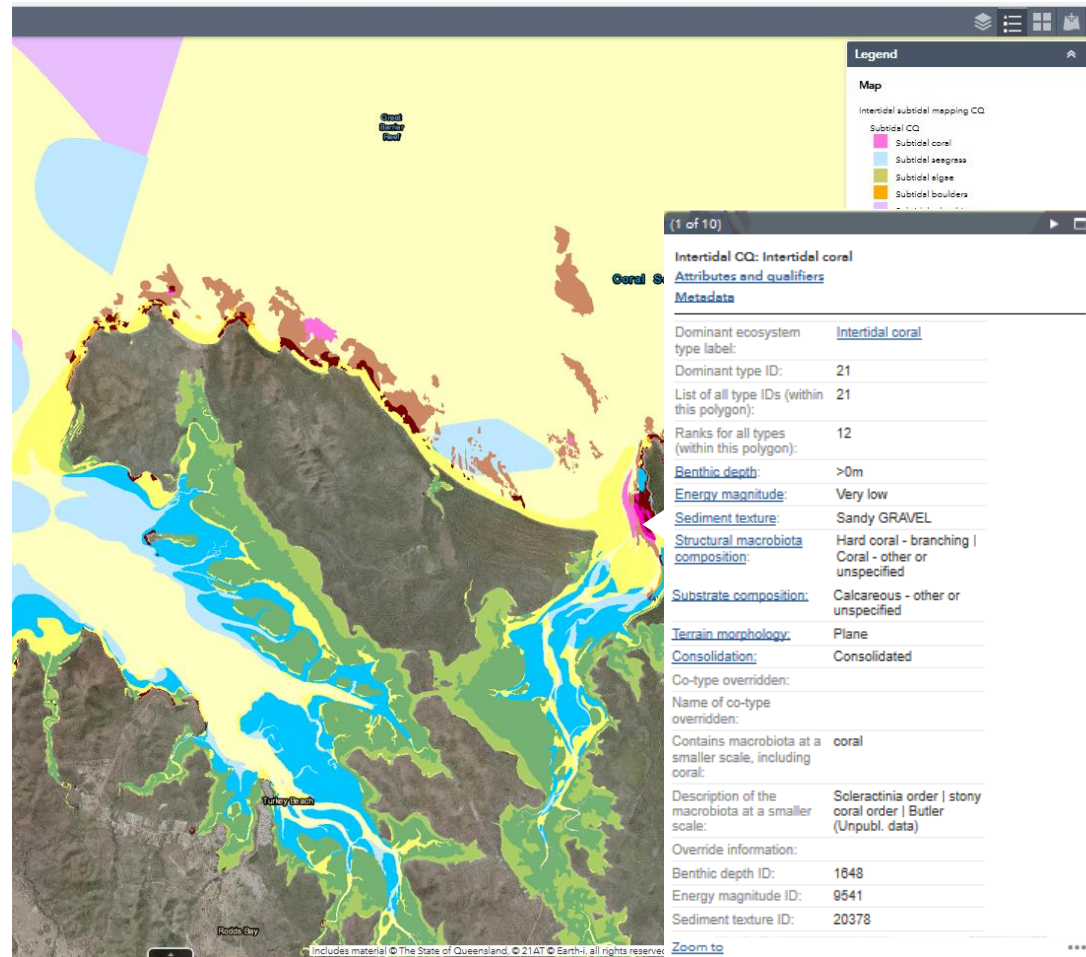 Legend
Map
Intertidal subtidal mapping CQ
Subtidal CQ
Subtidal coral
Subtidal seagrass
Subtidal algae
Subtidal boulders
Great
Barrier
Reef
Coral
(1 of 10)
Intertidal CQ: Intertidal coral
Attributes and qualifiers
Metadata
Dominant ecosystem Intertidal coral
type label:
Dominant type ID: 21
List of all type IDs (within 21
this polygon):
Ranks for all types 12
(within this polygon):
Benthic depth: >0m
Energy magnitude: Very low
Sediment texture: Sandy GRAVEL
Structural macrobiota Hard coral - branching |
composition: Coral - other or
unspecified
Substrate composition: Calcareous - other or
unspecified
Terrain morphology: Plane
Consolidation: Consolidated
Co-type overridden:
Name of co-type
overridden:
Contains macrobiota at a coral
smaller scale, including
coral:
Description of the Scleractinia order | stony
macrobiota at a smaller coral order | Butler
scale: (Unpubl. data)
Override information:
Benthic depth ID: 1648
Energy magnitude ID: 9541
Sediment texture ID: 20378
Zoom to
Turkey Beach
Rodds Bay
Includes material © The State of Queensland, © 21AT © Earth-i, all rights reserved